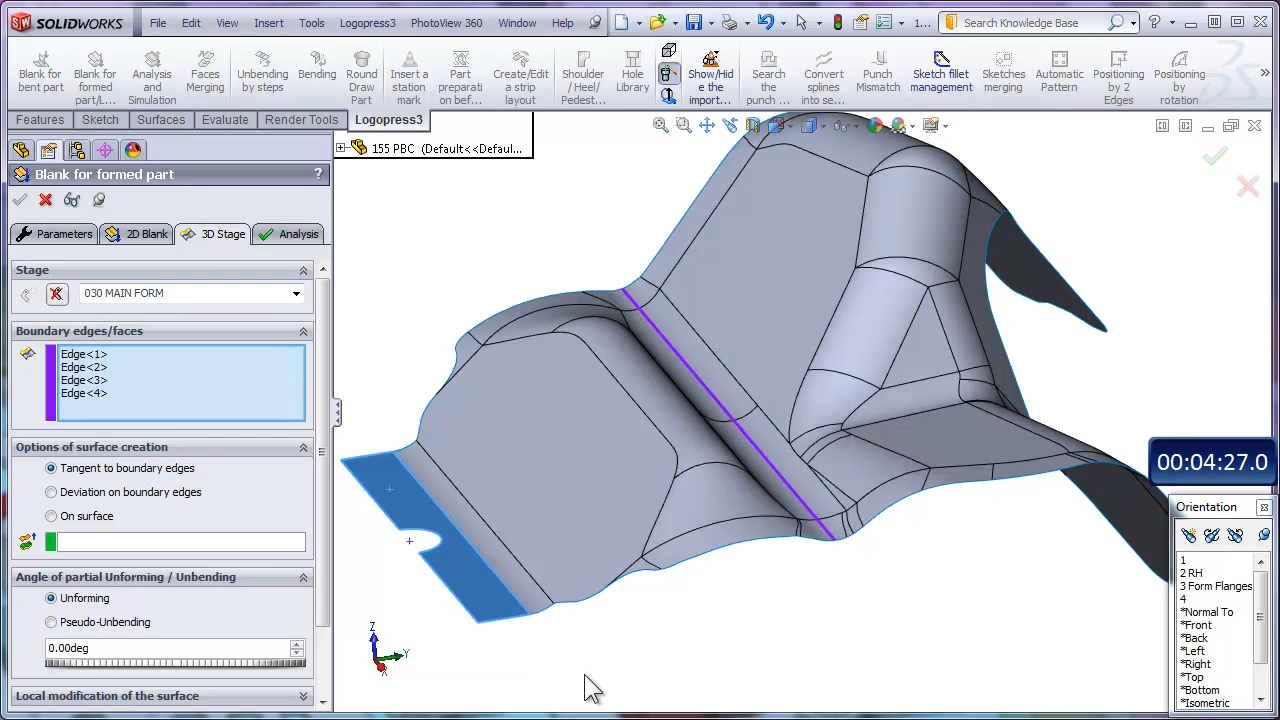 SOLIDWORKS File Edit View Insert Tools Logopress3 PhotoView 360 Window Help 1... Search Knowledge Base
Blank for bent part
Blank for formed part/L...
Analysis and Simulation
Faces Merging
Unbending by steps
Bending
Round Draw Part
Insert a station mark
Part preparati on bef...
Create/Edit a strip layout
Shoulder / Heel / Pedest...
Hole Library
Show/Hid e the import...
Search the punch ...
Convert splines into se...
Punch Mismatch
Sketch fillet management
Sketches merging
Automatic Pattern
Positioning by 2 Edges
Positioning by rotation
Features Sketch Surfaces Evaluate Render Tools Logopress3
155 PBC (Default<<Defaul...
Blank for formed part ?
Parameters 2D Blank 3D Stage Analysis
Stage
030 MAIN FORM
Boundary edges/faces
Edge<1>
Edge<2>
Edge<3>
Edge<4>
Options of surface creation
Tangent to boundary edges
Deviation on boundary edges
On surface
Angle of partial Unforming / Unbending
Unforming
Pseudo-Unbending
0.00deg
Local modification of the surface
Z
Y
X
00:04:27.0
Orientation
1
2 RH
3 Form Flanges
4
*Normal To
*Front
*Back
*Left
*Right
*Top
*Bottom
*Isometric